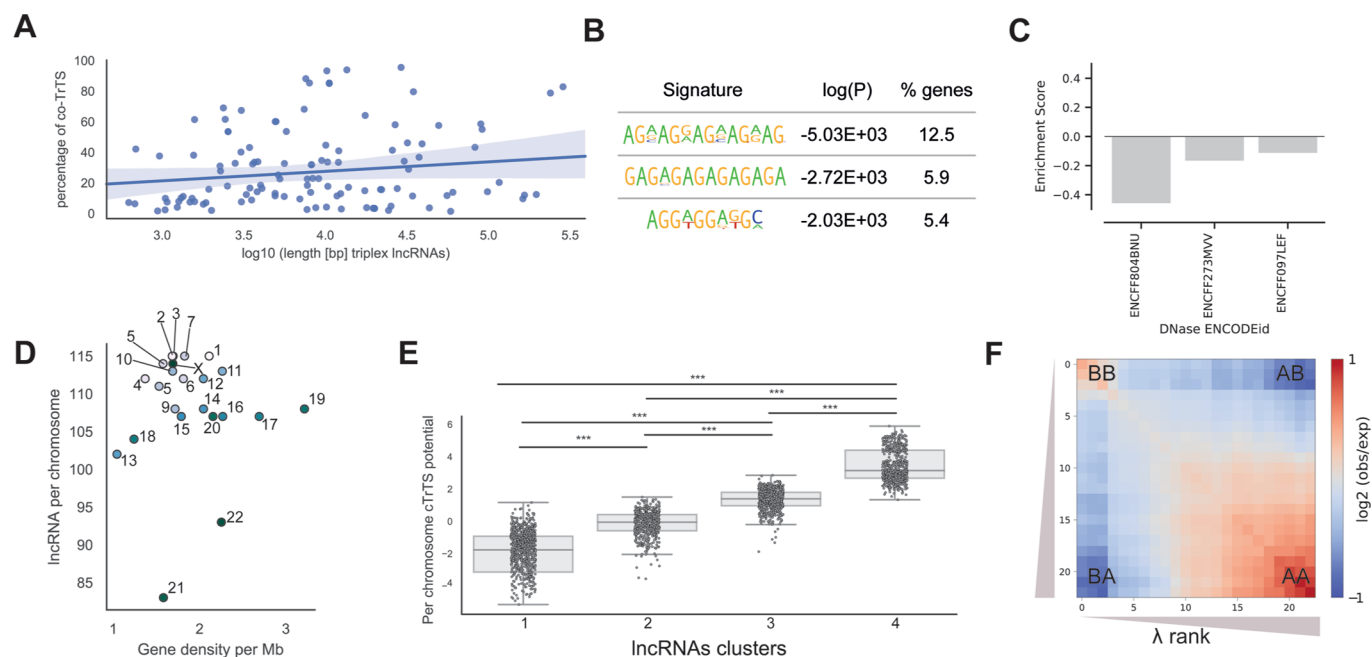 A
percentage of co-TrTS
100
80
60
40
20
0
3.0 3.5 4.0 4.5 5.0 5.5
log10 (length [bp] triplex lncRNAs)
B
Signature log(P) % genes
-5.03E+03 12.5
GAGAGAGAGAGAGA -2.72E+03 5.9
-2.03E+03 5.4
C
Enrichment Score
0.4
0.2
0.0
−0.2
−0.4
ENCFF804BNU
ENCFF273MVV
ENCFF097LEF
DNase ENCODEid
D
lncRNA per chromosome
115
110
105
100
95
90
85
2 3 7
5 1
10 X 11
4 5 6 12
9 14 16 19
15 20 17
18
13
22
21
1 2 3
Gene density per Mb
E
Per chromosome cTrTS potential
6
4
2
0
−2
−4
***
***
*** ***
*** ***
1 2 3 4
lncRNAs clusters
F
0
5
10
15
20
BB AB
BA AA
0 5 10 15 20
λ rank
1
log2 (obs/exp)
−1